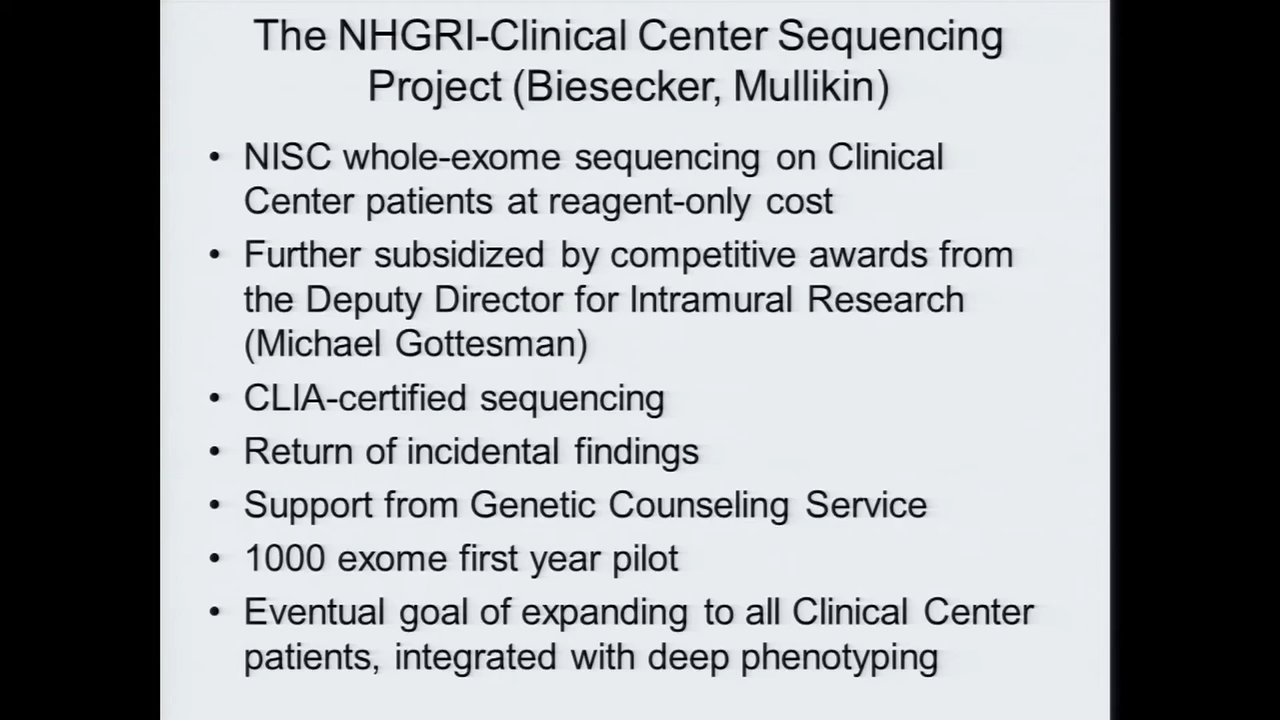 The NHGRI-Clinical Center Sequencing
Project (Biesecker, Mullikin)
• NISC whole-exome sequencing on Clinical
Center patients at reagent-only cost
• Further subsidized by competitive awards from
the Deputy Director for Intramural Research
(Michael Gottesman)
• CLIA-certified sequencing
• Return of incidental findings
• Support from Genetic Counseling Service
• 1000 exome first year pilot
• Eventual goal of expanding to all Clinical Center
patients, integrated with deep phenotyping